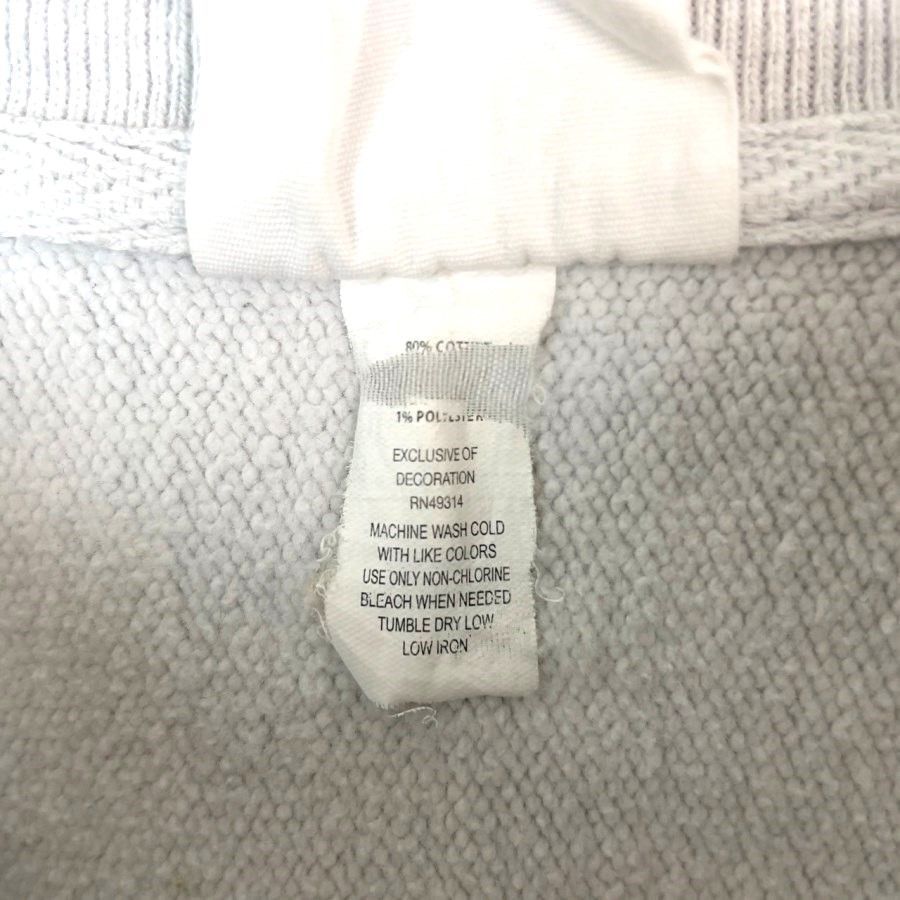 80%
1% POLYESTER
EXCLUSIVE OF
DECORATION
RN49314
MACHINE WASH COLD
WITH LIKE COLORS
USE ONLY NON-CHLORINE
BLEACH WHEN NEEDED
TUMBLE DRY LOW
LOW IRON